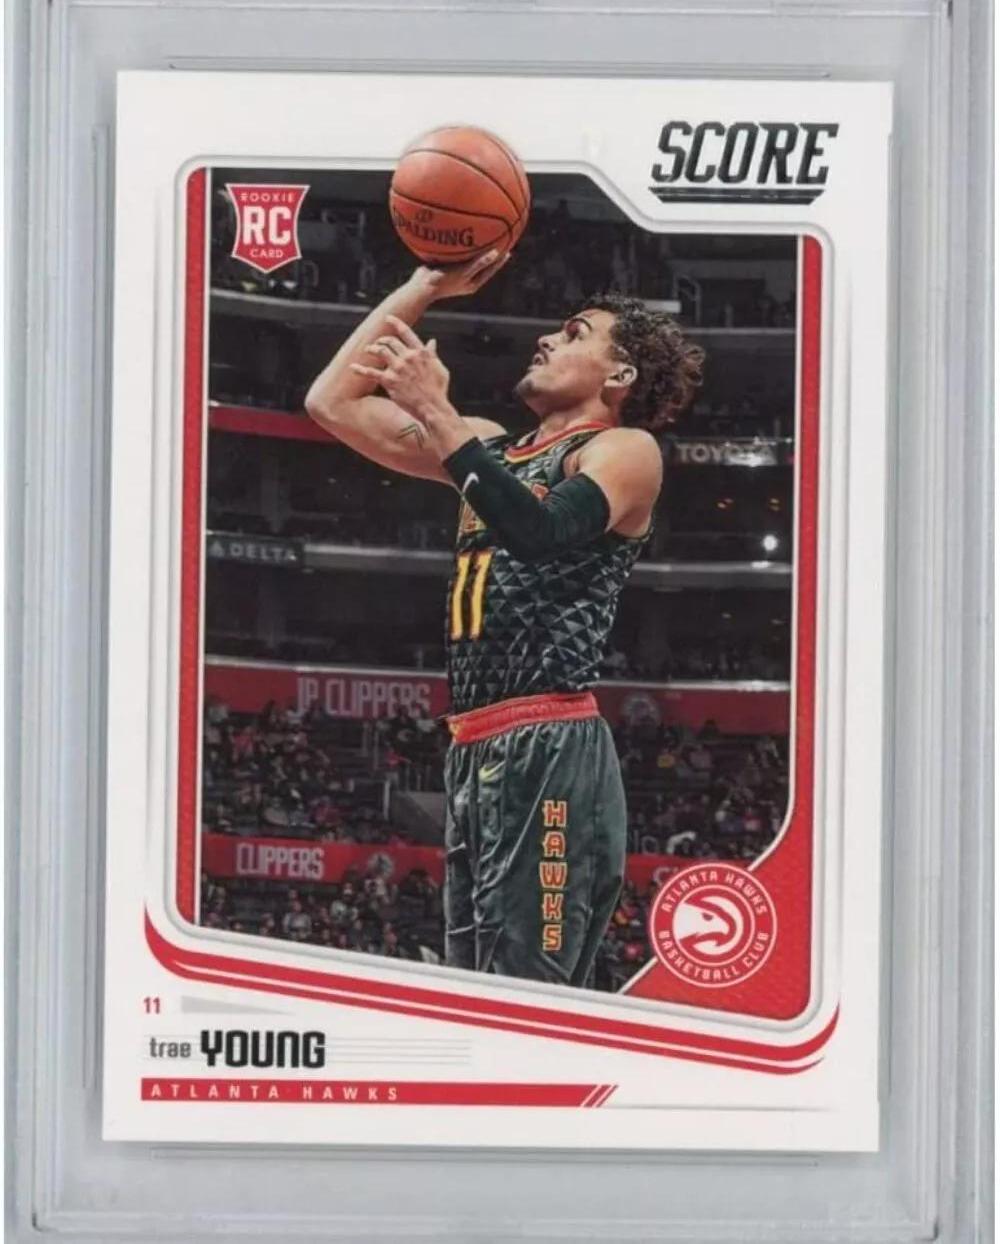 SCORE
ROOKIE
RC
CARD
SPALDING
TOYOTA
DELTA
11
JP CLIPPERS
HAWKS
CLIPPERS
ATLANTA HAWKS
BASKETBALL CLUB
11
trae YOUNG
ATLANTA HAWKS